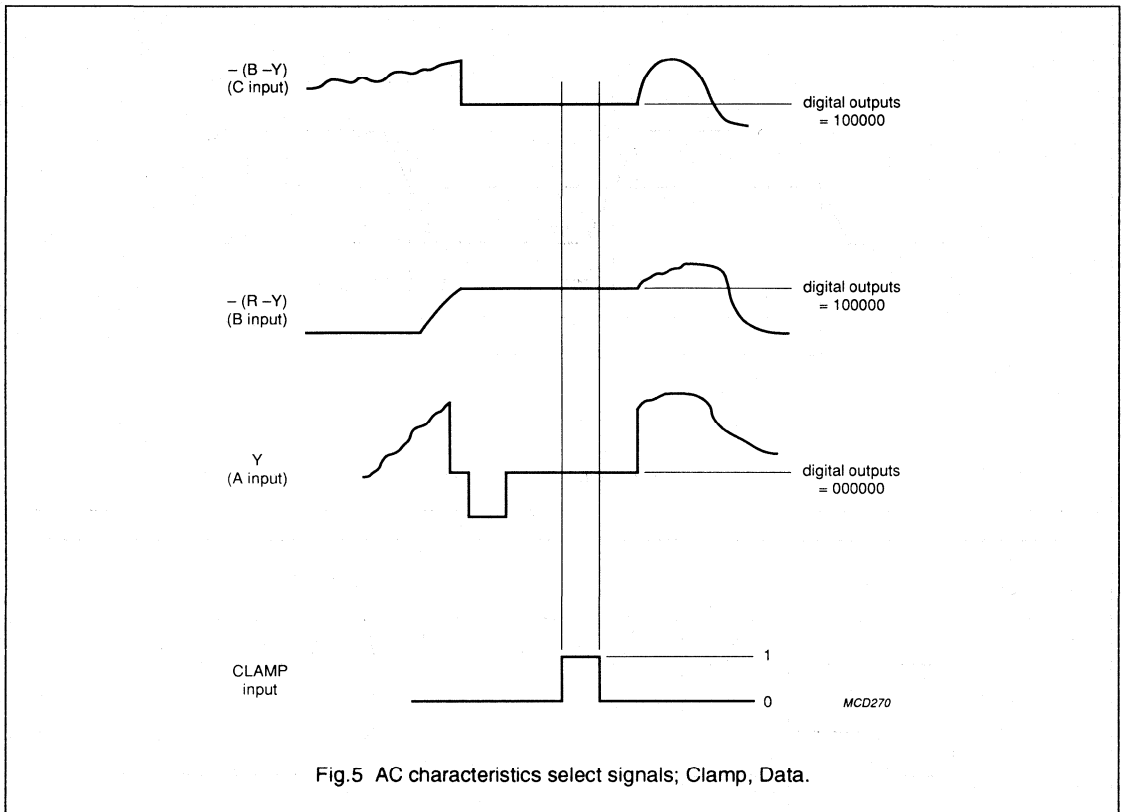 – (B –Y)
(C input)
digital outputs
= 100000
– (R –Y)
(B input)
digital outputs
= 100000
Y
(A input)
digital outputs
= 000000
CLAMP
input
1
0
MCD270
Fig.5 AC characteristics select signals; Clamp, Data.